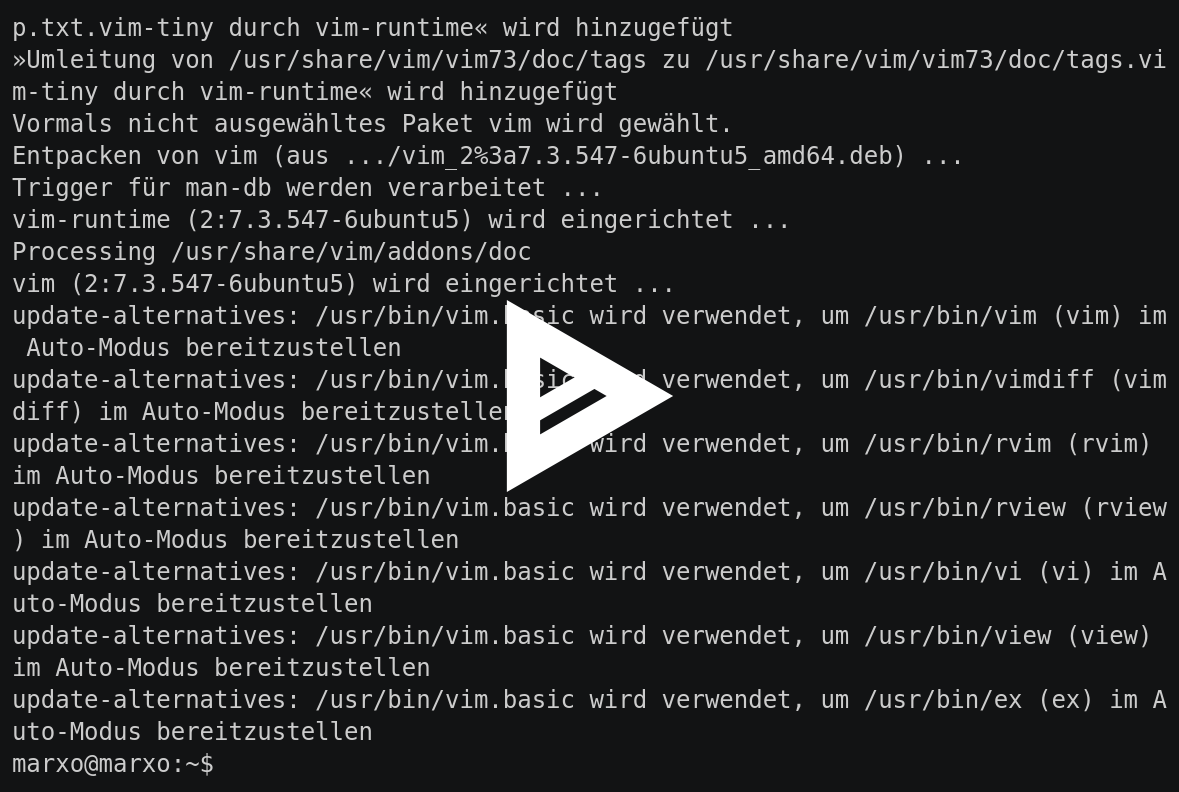 p.txt.vim-tiny durch vim-runtime« wird hinzugefügt
»Umleitung von /usr/share/vim/vim73/doc/tags zu /usr/share/vim/vim73/doc/tags.vi
m-tiny durch vim-runtime« wird hinzugefügt
Vormals nicht ausgewähltes Paket vim wird gewählt.
Entpacken von vim (aus .../vim_2%3a7.3.547-6ubuntu5_amd64.deb) ...
Trigger für man-db werden verarbeitet ...
vim-runtime (2:7.3.547-6ubuntu5) wird eingerichtet ...
Processing /usr/share/vim/addons/doc
vim (2:7.3.547-6ubuntu5) wird eingerichtet ...
update-alternatives: /usr/bin/vim.basic wird verwendet, um /usr/bin/vim (vim) im
 Auto-Modus bereitzustellen
update-alternatives: /usr/bin/vim.basic wird verwendet, um /usr/bin/vimdiff (vim
diff) im Auto-Modus bereitzustellen
update-alternatives: /usr/bin/vim.basic wird verwendet, um /usr/bin/rvim (rvim)
im Auto-Modus bereitzustellen
update-alternatives: /usr/bin/vim.basic wird verwendet, um /usr/bin/rview (rview
) im Auto-Modus bereitzustellen
update-alternatives: /usr/bin/vim.basic wird verwendet, um /usr/bin/vi (vi) im A
uto-Modus bereitzustellen
update-alternatives: /usr/bin/vim.basic wird verwendet, um /usr/bin/view (view)
im Auto-Modus bereitzustellen
update-alternatives: /usr/bin/vim.basic wird verwendet, um /usr/bin/ex (ex) im A
uto-Modus bereitzustellen
marxo@marxo:~$